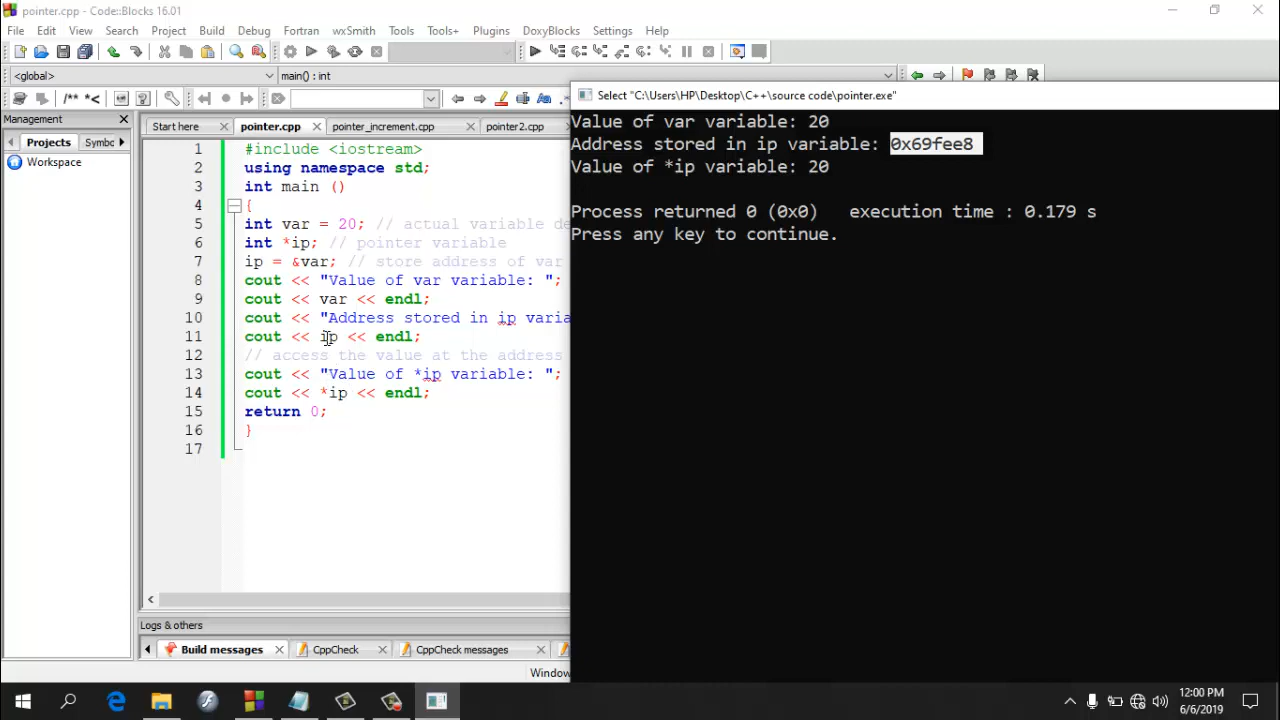 pointer.cpp - Code::Blocks 16.01
File Edit View Search Project Build Debug Fortran wxSmith Tools Tools+ Plugins DoxyBlocks Settings Help
<global> main() : int
/** *<
Management
Projects Symbo
Workspace
Start here pointer.cpp pointer_increment.cpp pointer2.cpp
1 #include <iostream>
2 using namespace std;
3 int main ()
4 {
5 int var = 20; // actual variable de
6 int *ip; // pointer variable
7 ip = &var; // store address of var
8 cout << "Value of var variable: ";
9 cout << var << endl;
10 cout << "Address stored in ip varia
11 cout << ip << endl;
12 // access the value at the address
13 cout << "Value of *ip variable: ";
14 cout << *ip << endl;
15 return 0;
16 }
17
Logs & others
Build messages CppCheck CppCheck messages
Window
Select "C:\Users\HP\Desktop\C++\source code\pointer.exe"
Value of var variable: 20
Address stored in ip variable: 0x69fee8
Value of *ip variable: 20
Process returned 0 (0x0)   execution time : 0.179 s
Press any key to continue.
12:00 PM
6/6/2019